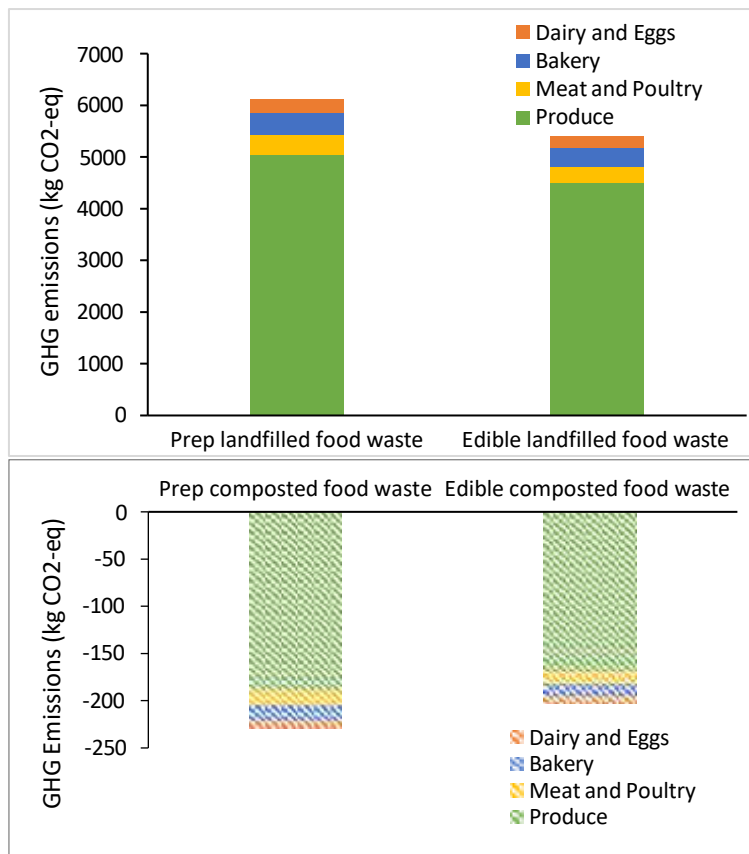 Dairy and Eggs
Bakery
Meat and Poultry
Produce
GHG emissions (kg CO2-eq)
7000
6000
5000
4000
3000
2000
1000
0
Prep landfilled food waste Edible landfilled food waste
Prep composted food waste Edible composted food waste
GHG Emissions (kg CO2-eq)
0
-50
-100
-150
-200
-250
Dairy and Eggs
Bakery
Meat and Poultry
Produce